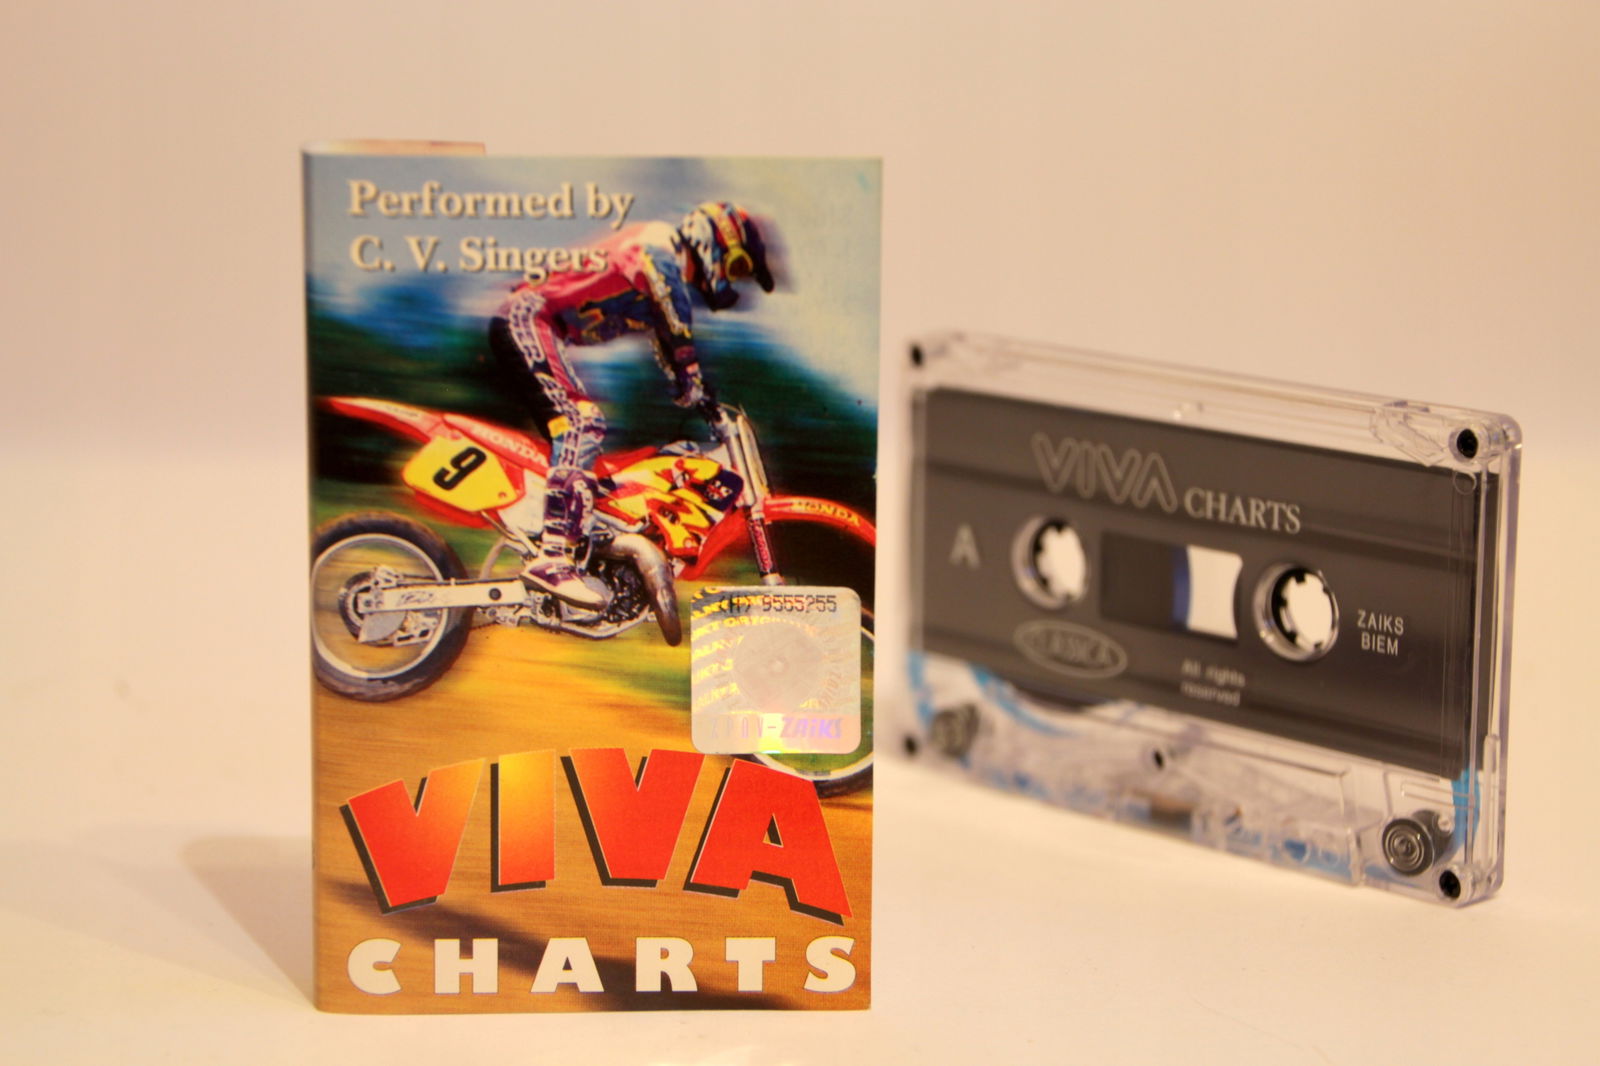 Performed by
C. V. Singers
HONDA
9
HONDA
9555255
ZPAV-ZAiKS
VIVA
CHARTS
VIVA CHARTS
A
ZAIKS
BIEM
All rights
reserved